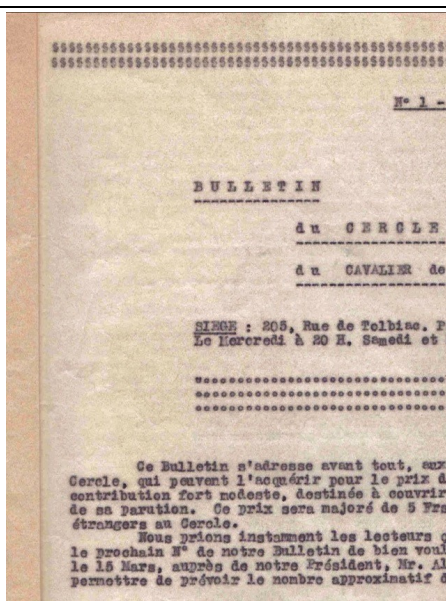 §§§§§§§§§§§§§§§§§§§§§§§§§§§§§§§§§§§§§§§§§§§§§§§§§§
§§§§§§§§§§§§§§§§§§§§§§§§§§§§§§§§§§§§§§§§§§§§§§§§§§
N° 1 -
BULLETIN
du CERCLE
du CAVALIER de
SIEGE : 205, Rue de Tolbiac. P
Le Mercredi à 20 H. Samedi et
Ce Bulletin s'adresse avant tout, aux
Cercle, qui peuvent l'acquérir pour le prix d
contribution fort modeste, destinée à couvrir
de sa parution. Ce prix sera majoré de 5 Frs
étrangers au Cercle.
Nous prions instamment les lecteurs q
le prochain N° de notre Bulletin de bien voul
le 15 Mars, auprès de notre Président, Mr. Al
permettre de prévoir le nombre approximatif d